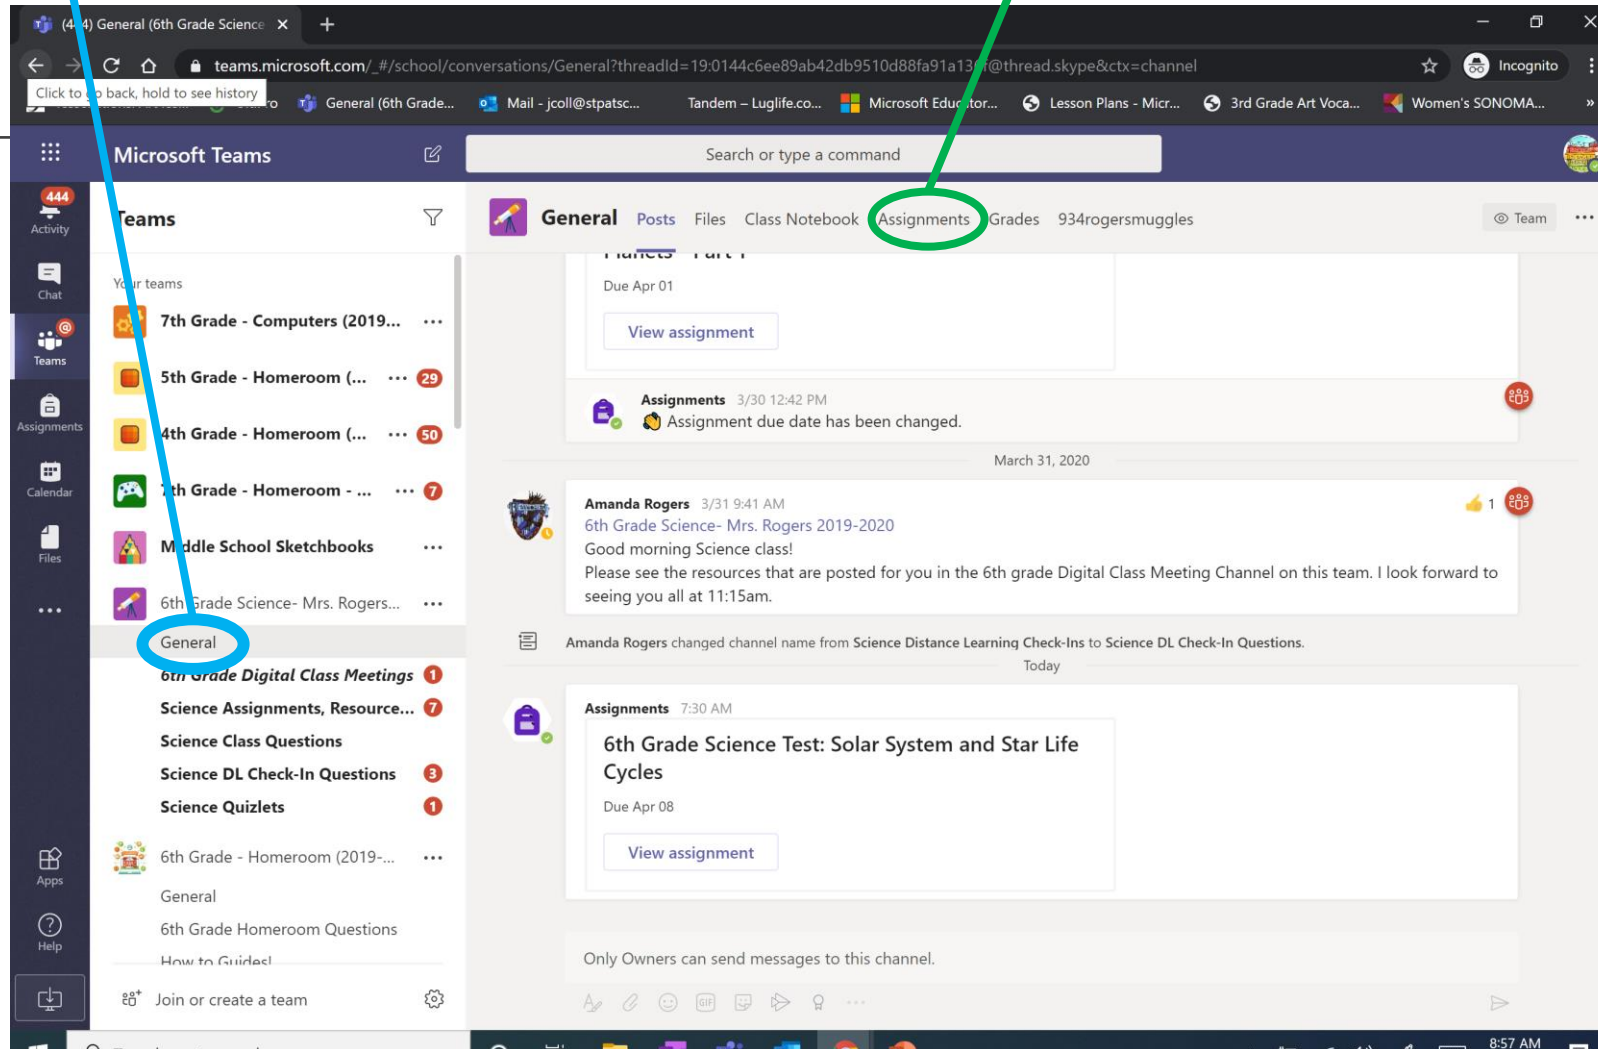 (444) General (6th Grade Science
teams.microsoft.com/_#/school/conversations/General?threadId=19:0144c6ee89ab42db9510d88fa91a13 f@thread.skype&ctx=channel
Incognito
Click to go back, hold to see history
General (6th Grade...
Mail - jcoll@stpatsc...
Tandem – Luglife.co...
Microsoft Educator...
Lesson Plans - Micr...
3rd Grade Art Voca...
Women's SONOMA...
»
Microsoft Teams
Search or type a command
444
Activity
Chat
Teams
Assignments
Calendar
Files
Apps
Help
Teams
Your teams
7th Grade - Computers (2019...
5th Grade - Homeroom (... 29
4th Grade - Homeroom (... 50
7th Grade - Homeroom - ... 7
Middle School Sketchbooks
6th Grade Science- Mrs. Rogers...
General
6th Grade Digital Class Meetings 1
Science Assignments, Resource... 7
Science Class Questions
Science DL Check-In Questions 3
Science Quizlets 1
6th Grade - Homeroom (2019-...
General
6th Grade Homeroom Questions
How to Guides!
Join or create a team
General Posts Files Class Notebook Assignments Grades 934rogersmuggles
Team
Planets - Part 1
Due Apr 01
View assignment
Assignments 3/30 12:42 PM
Assignment due date has been changed.
March 31, 2020
Amanda Rogers 3/31 9:41 AM
1
6th Grade Science- Mrs. Rogers 2019-2020
Good morning Science class!
Please see the resources that are posted for you in the 6th grade Digital Class Meeting Channel on this team. I look forward to
seeing you all at 11:15am.
Amanda Rogers changed channel name from Science Distance Learning Check-Ins to Science DL Check-In Questions.
Today
Assignments 7:30 AM
6th Grade Science Test: Solar System and Star Life
Cycles
Due Apr 08
View assignment
Only Owners can send messages to this channel.
GIF
8:57 AM